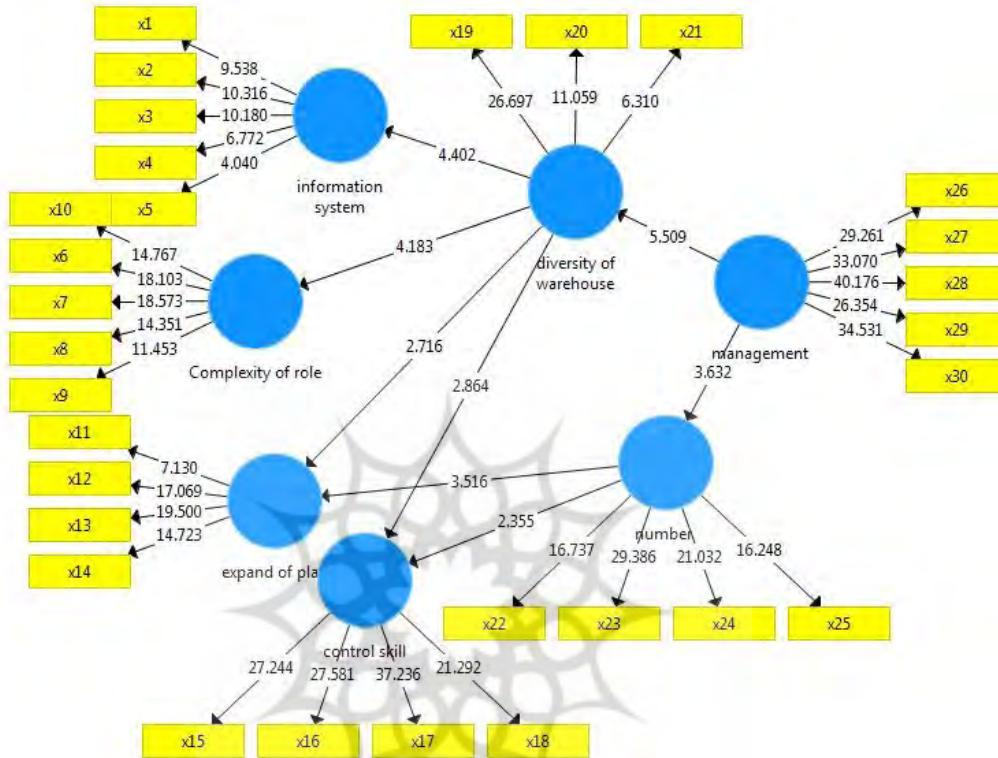 x1
x2
x3
x4
x10 x5
x6
x7
x8
x9
x11
x12
x13
x14
x15
x16
x17
x18
x19
x20
x21
x22
x23
x24
x25
x26
x27
x28
x29
x30
9.538
10.316
10.180
6.772
4.040
information
system
14.767
18.103
18.573
14.351
11.453
Complexity of role
7.130
17.069
19.500
14.723
expand of pla
27.244
27.581
37.236
21.292
control skill
26.697
11.059
6.310
diversity of
warehouse
4.402
4.183
2.716
2.864
5.509
29.261
33.070
40.176
26.354
34.531
management
3.632
3.516
2.355
number
16.737
29.386
21.032
16.248